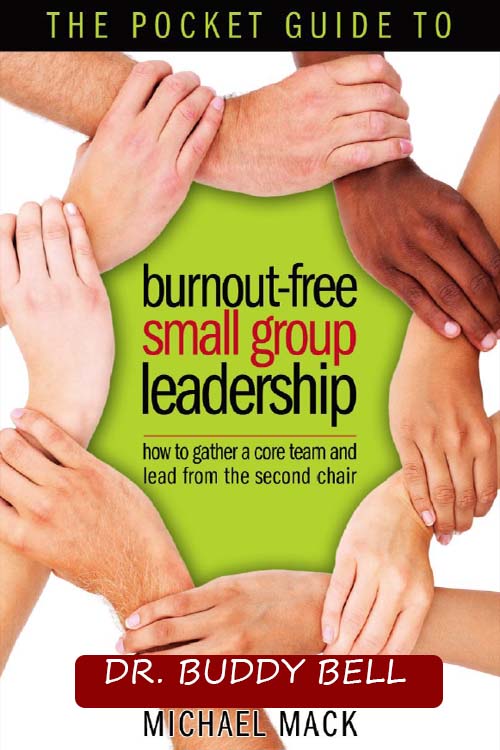 THE POCKET GUIDE TO
burnout-free
small group
leadership
how to gather a core team and
lead from the second chair
DR. BUDDY BELL
MICHAEL MACK